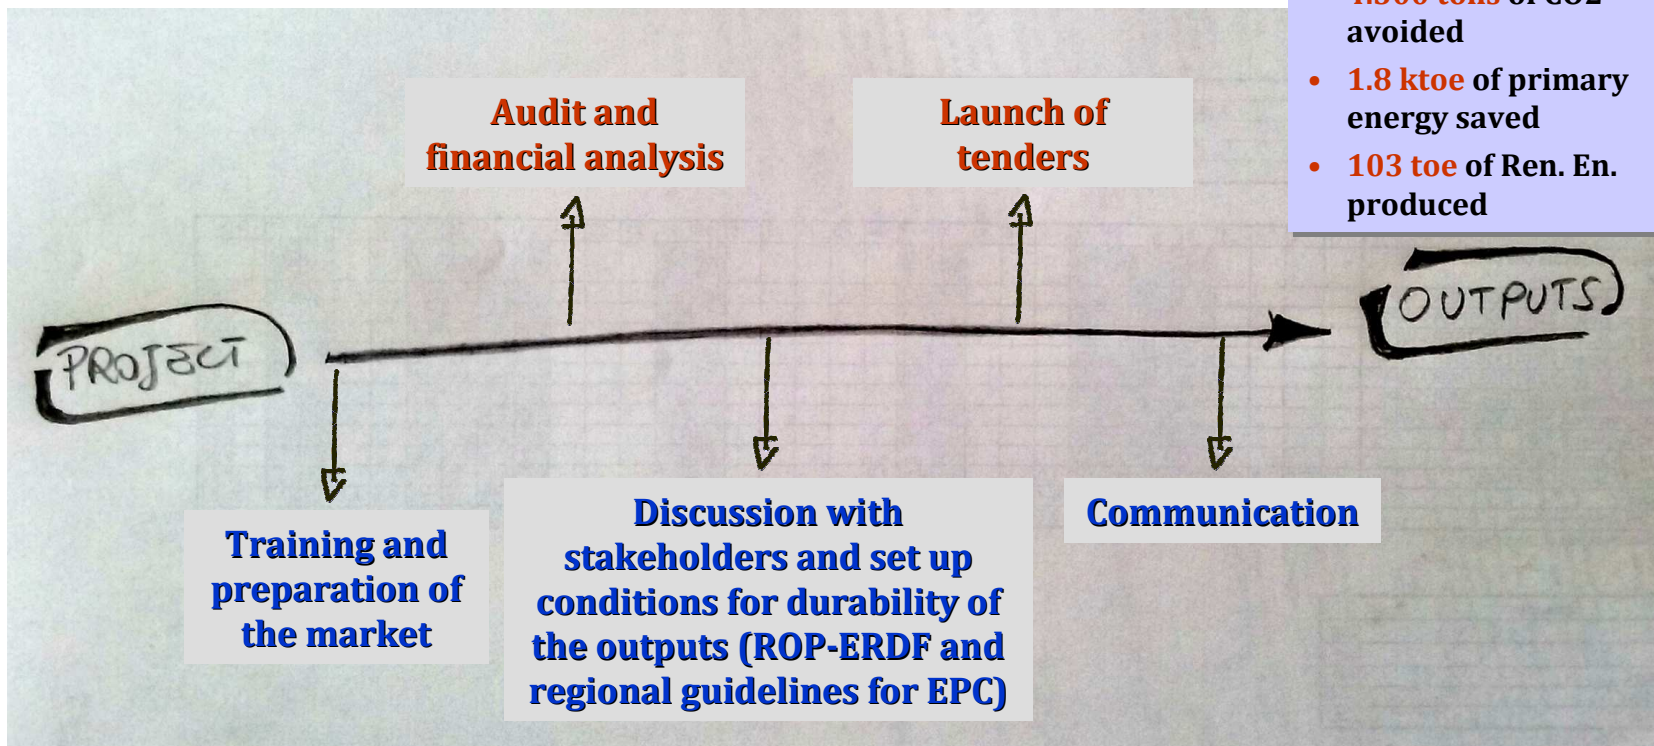 of CO2
avoided
• 1.8 ktoe of primary
energy saved
• 103 toe of Ren. En.
produced
Audit and
financial analysis
Launch of
tenders
PROJECT
OUTPUTS
Training and
preparation of
the market
Discussion with
stakeholders and set up
conditions for durability of
the outputs (ROP-ERDF and
regional guidelines for EPC)
Communication